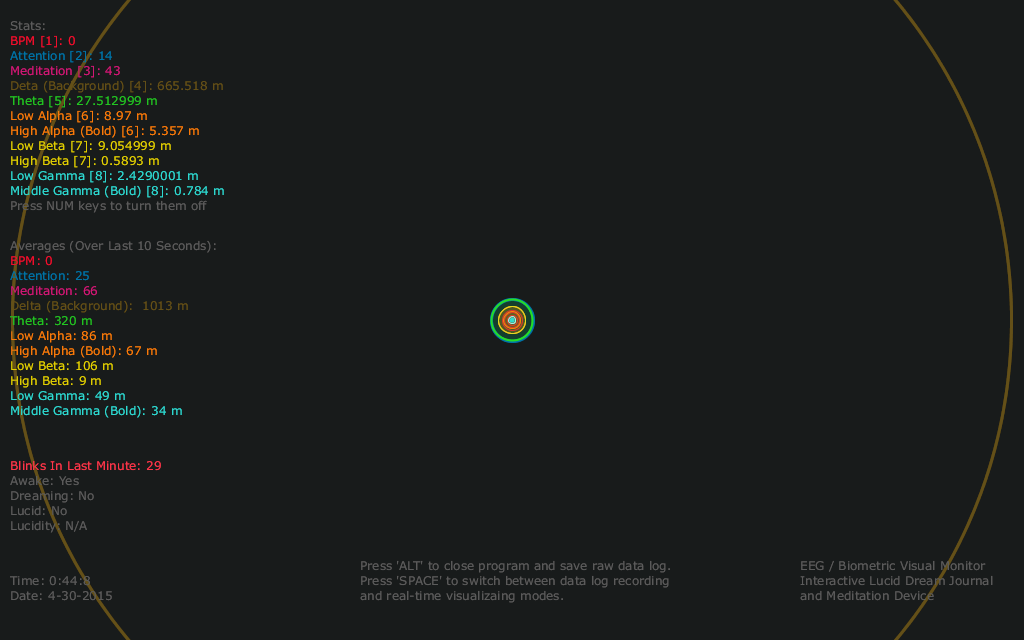 Stats:
BPM [1]: 0
Attention [2]: 14
Meditation [3]: 43
Deta (Background) [4]: 665.518 m
Theta [5]: 27.512999 m
Low Alpha [6]: 8.97 m
High Alpha (Bold) [6]: 5.357 m
Low Beta [7]: 9.054999 m
High Beta [7]: 0.5893 m
Low Gamma [8]: 2.4290001 m
Middle Gamma (Bold) [8]: 0.784 m
Press NUM keys to turn them off
Averages (Over Last 10 Seconds):
BPM: 0
Attention: 25
Meditation: 66
Delta (Background): 1013 m
Theta: 320 m
Low Alpha: 86 m
High Alpha (Bold): 67 m
Low Beta: 106 m
High Beta: 9 m
Low Gamma: 49 m
Middle Gamma (Bold): 34 m
Blinks In Last Minute: 29
Awake: Yes
Dreaming: No
Lucid: No
Lucidity: N/A
Time: 0:44:8
Date: 4-30-2015
Press 'ALT' to close program and save raw data log.
Press 'SPACE' to switch between data log recording
and real-time visualizaing modes.
EEG / Biometric Visual Monitor
Interactive Lucid Dream Journal
and Meditation Device